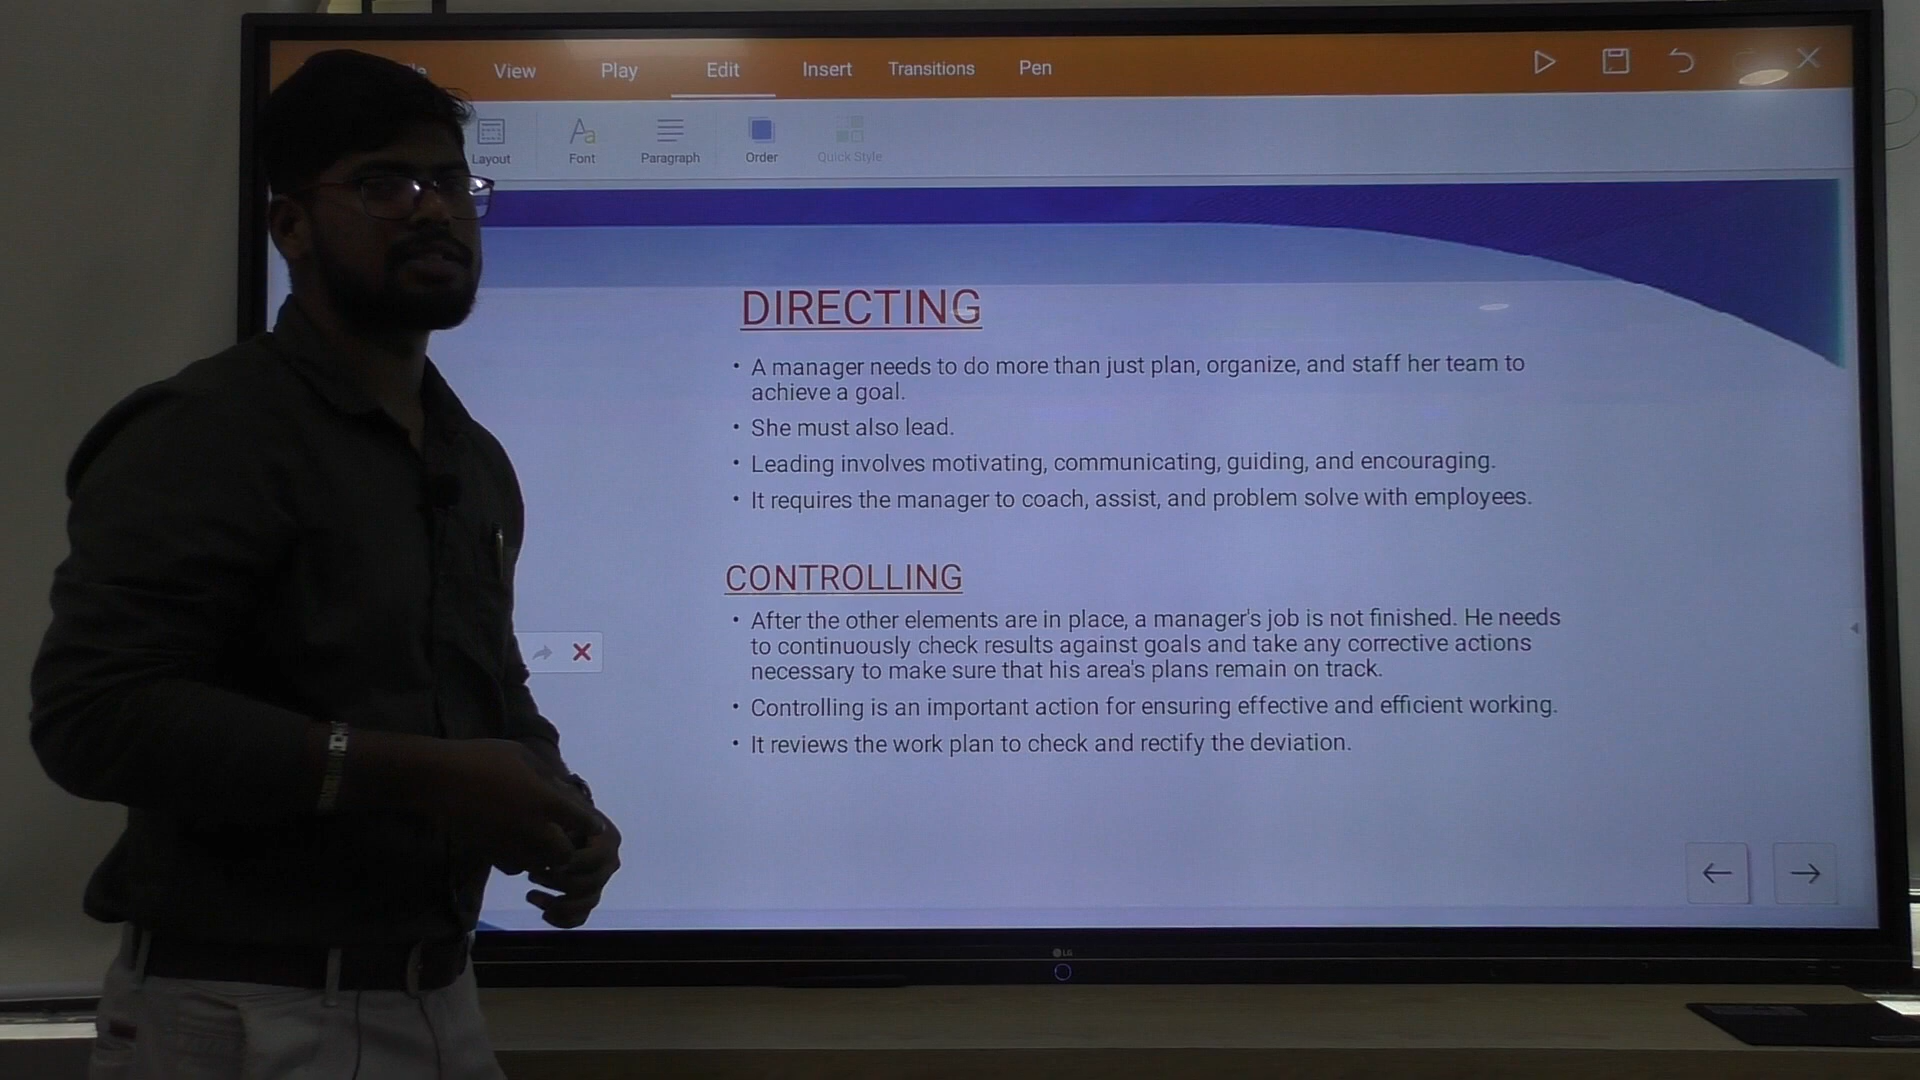 View Play Edit Insert Transitions Pen
Layout Font Paragraph Order Quick Style
DIRECTING
• A manager needs to do more than just plan, organize, and staff her team to
achieve a goal.
• She must also lead.
• Leading involves motivating, communicating, guiding, and encouraging.
• It requires the manager to coach, assist, and problem solve with employees.
CONTROLLING
• After the other elements are in place, a manager's job is not finished. He needs
to continuously check results against goals and take any corrective actions
necessary to make sure that his area's plans remain on track.
• Controlling is an important action for ensuring effective and efficient working.
• It reviews the work plan to check and rectify the deviation.
LG